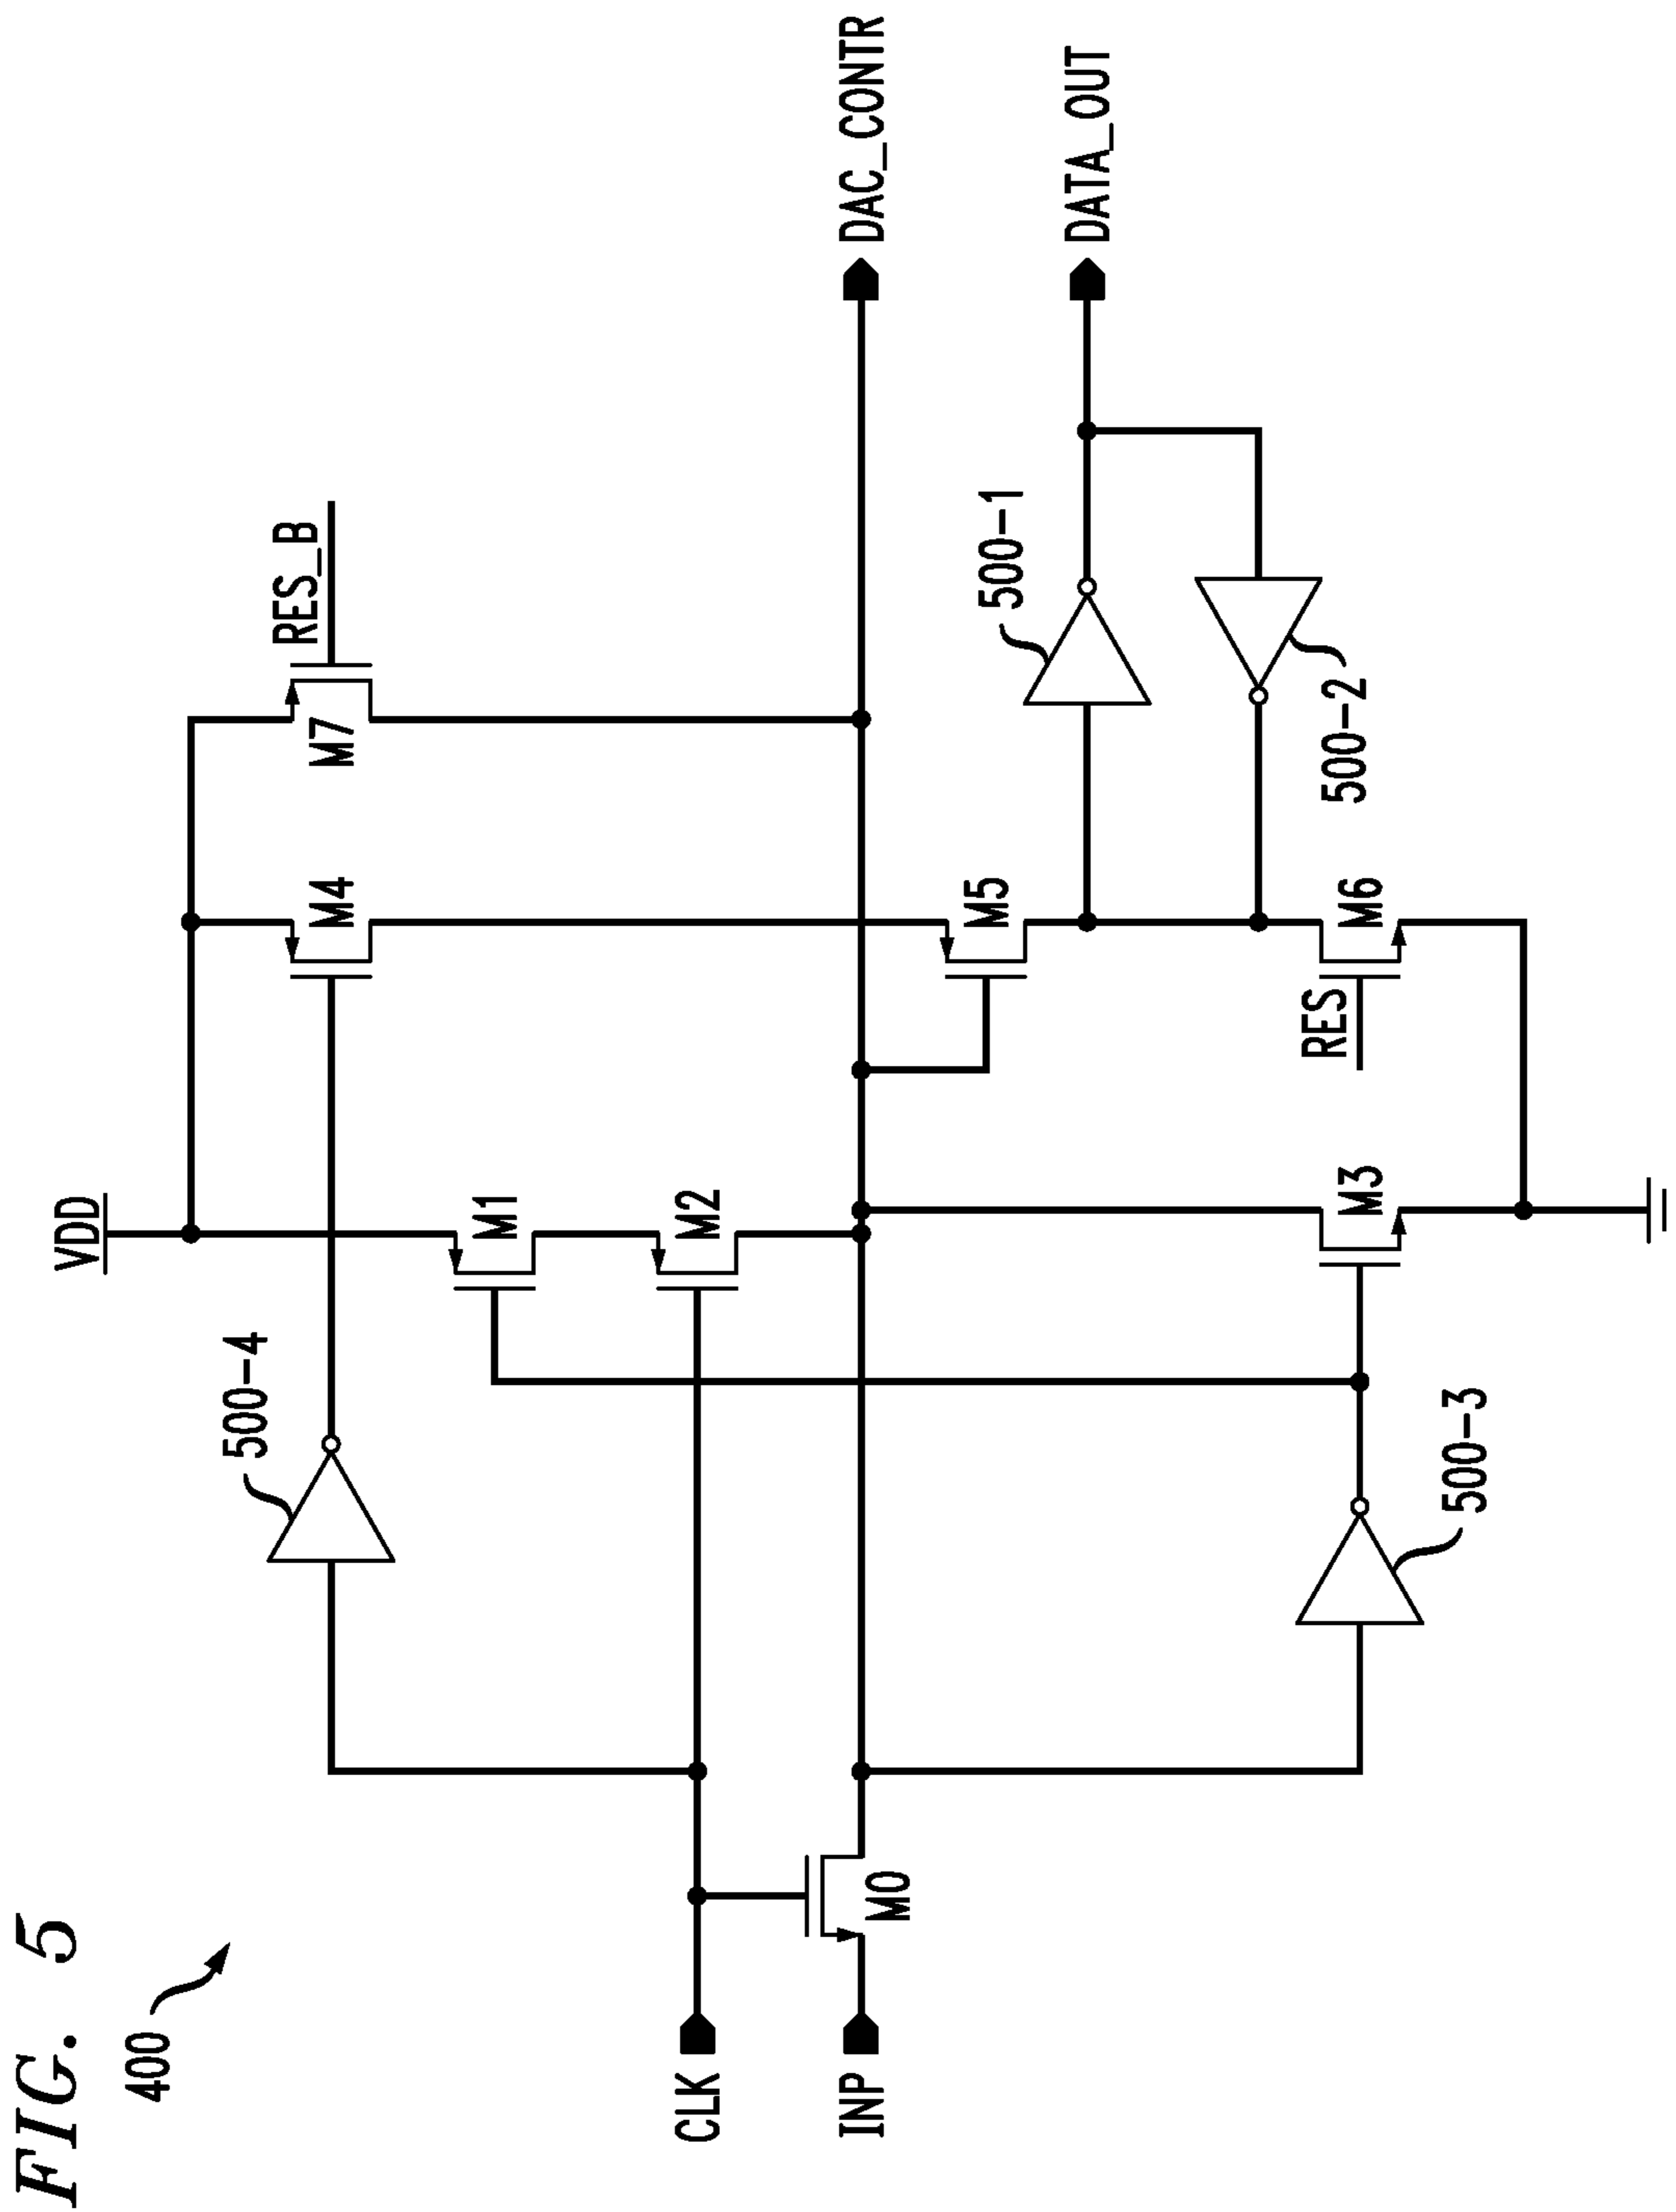 FIG. 5
400
VDD
500-4
M4
M7
RES_B
M1
M2
CLK
INP
M0
DAC_CONTR
M5
500-1
DATA_OUT
M3
RES
M6
500-2
500-3